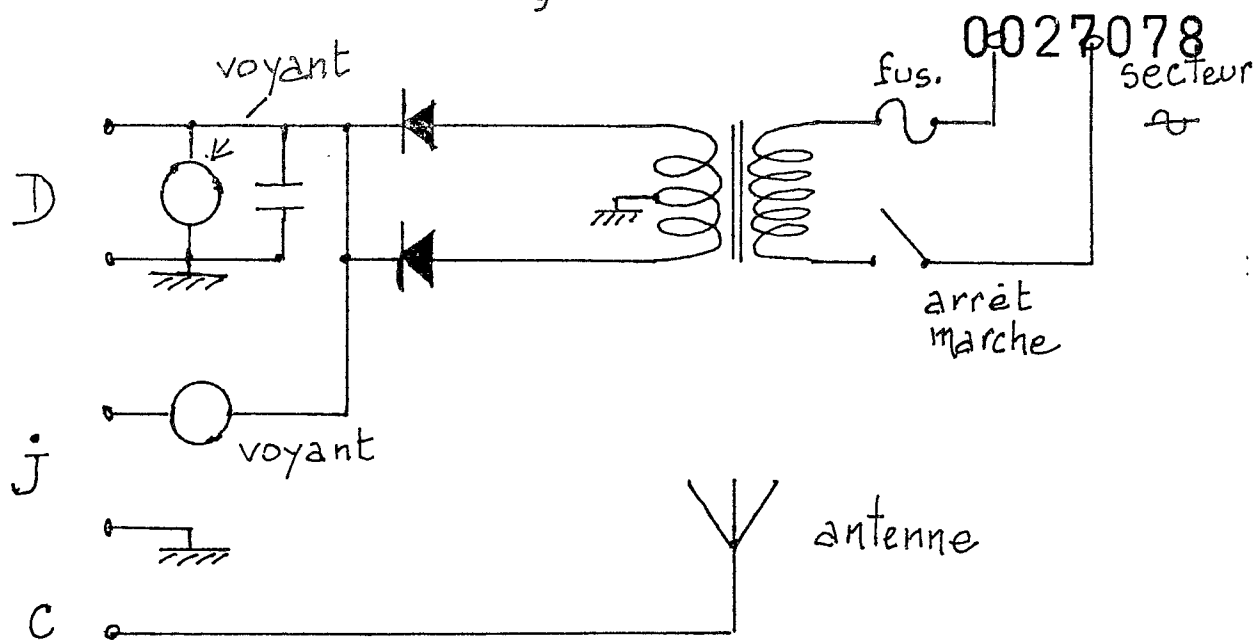 0027078
voyant
fus.
secteur
D
arrêt
marche
voyant
j
antenne
C